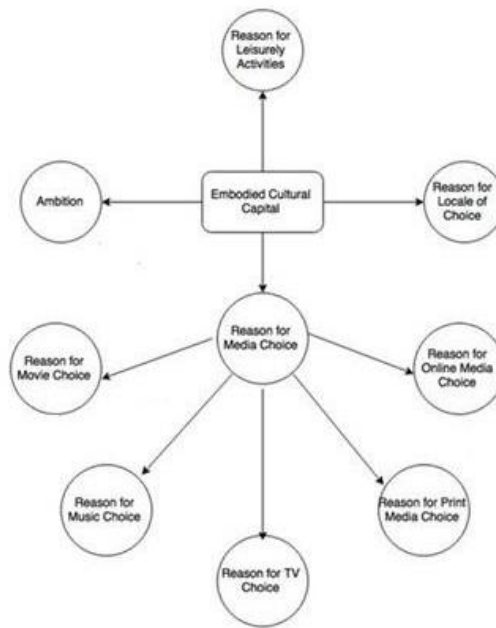 Reason for
Leisurely
Activities
Ambition
Embodied Cultural
Capital
Reason for
Locale of
Choice
Reason for
Media Choice
Reason for
Movie Choice
Reason for
Online Media
Choice
Reason for
Music Choice
Reason for Print
Media Choice
Reason for TV
Choice